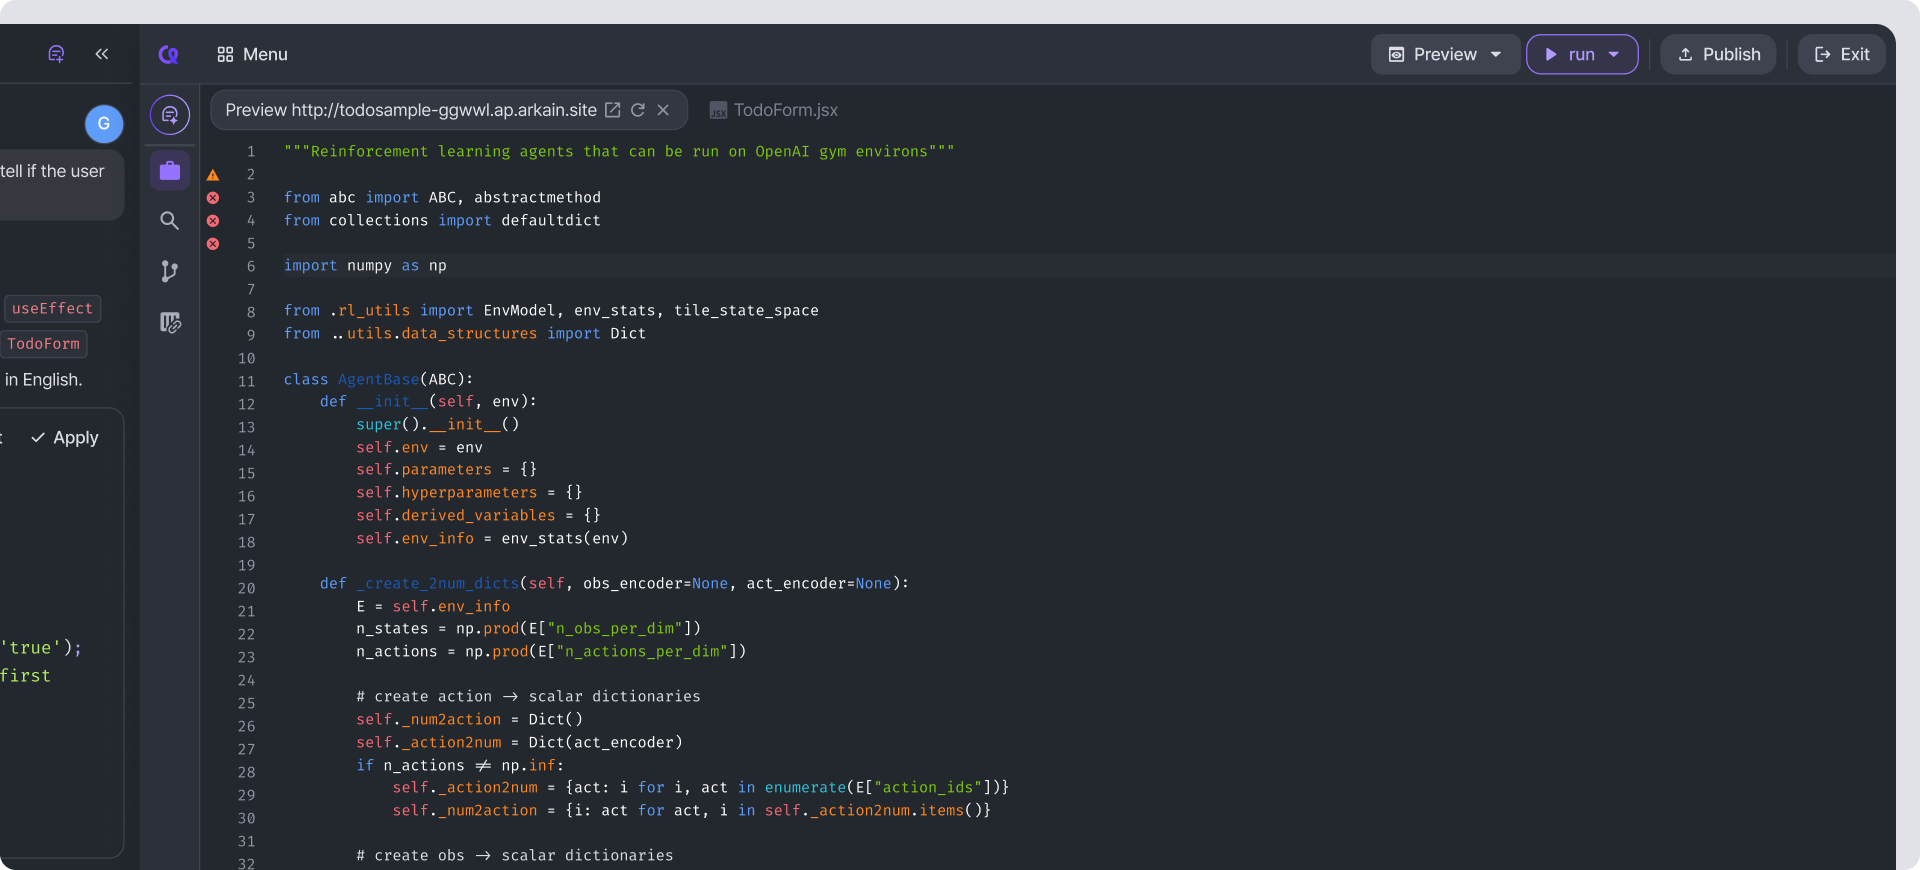 Menu
Preview
run
Publish
Exit
G
tell if the user
useEffect
TodoForm
in English.
Apply
'true');
first
Preview http://todosample-ggwwl.ap.arkain.site
TodoForm.jsx
1 """Reinforcement learning agents that can be run on OpenAI gym environs"""
2
3 from abc import ABC, abstractmethod
4 from collections import defaultdict
5
6 import numpy as np
7
8 from .rl_utils import EnvModel, env_stats, tile_state_space
9 from ..utils.data_structures import Dict
10
11 class AgentBase(ABC):
12 def __init__(self, env):
13 super().__init__()
14 self.env = env
15 self.parameters = {}
16 self.hyperparameters = {}
17 self.derived_variables = {}
18 self.env_info = env_stats(env)
19
20 def _create_2num_dicts(self, obs_encoder=None, act_encoder=None):
21 E = self.env_info
22 n_states = np.prod(E["n_obs_per_dim"])
23 n_actions = np.prod(E["n_actions_per_dim"])
24
25 # create action -> scalar dictionaries
26 self._num2action = Dict()
27 self._action2num = Dict(act_encoder)
28 if n_actions != np.inf:
29 self._action2num = {act: i for i, act in enumerate(E["action_ids"])}
30 self._num2action = {i: act for act, i in self._action2num.items()}
31
32 # create obs -> scalar dictionaries